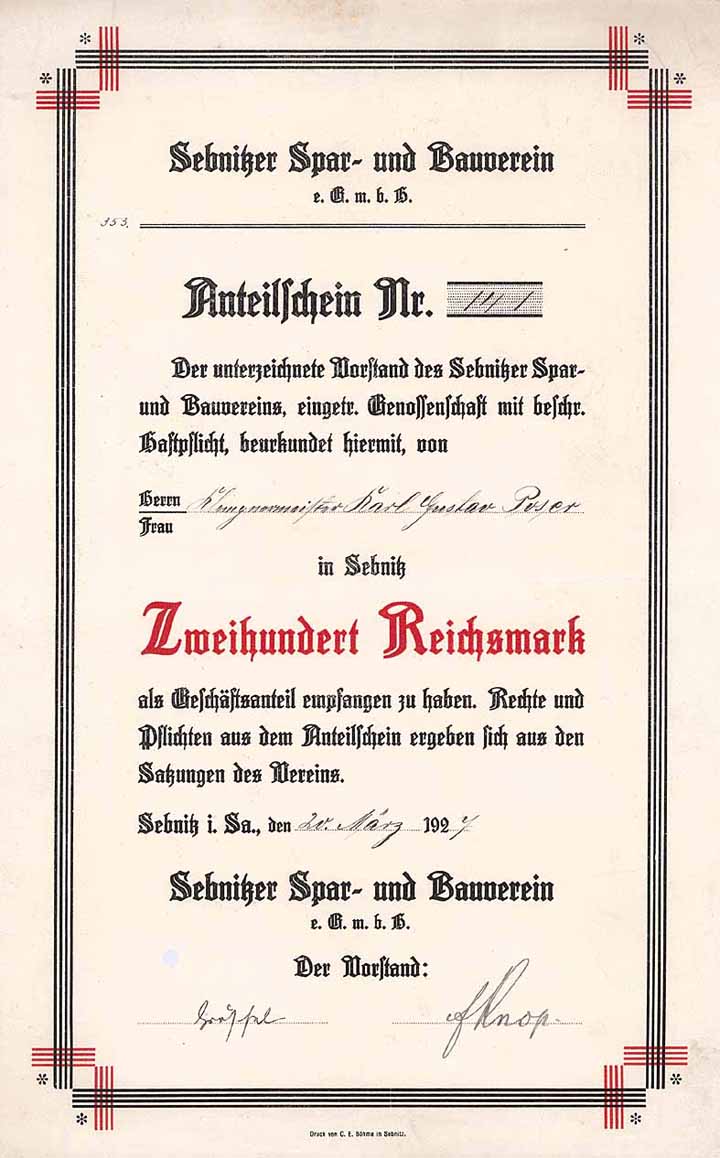 Sebnitzer Spar- und Bauverein
e. G. m. b. H.
353.
Anteilschein Nr. 141
Der unterzeichnete Vorstand des Sebnitzer Spar-
und Bauvereins, eingetr. Genossenschaft mit beschr.
Haftpflicht, beurkundet hiermit, von
Herrn Klempnermeister Karl Gustav Poser
Frau
in Sebnitz
Zweihundert Reichsmark
als Geschäftsanteil empfangen zu haben. Rechte und
Pflichten aus dem Anteilschein ergeben sich aus den
Satzungen des Vereins.
Sebnitz i. Sa., den 20. März 1927
Sebnitzer Spar- und Bauverein
e. G. m. b. H.
Der Vorstand:
AKnop.
Druck von C. E. Böhme in Sebnitz.